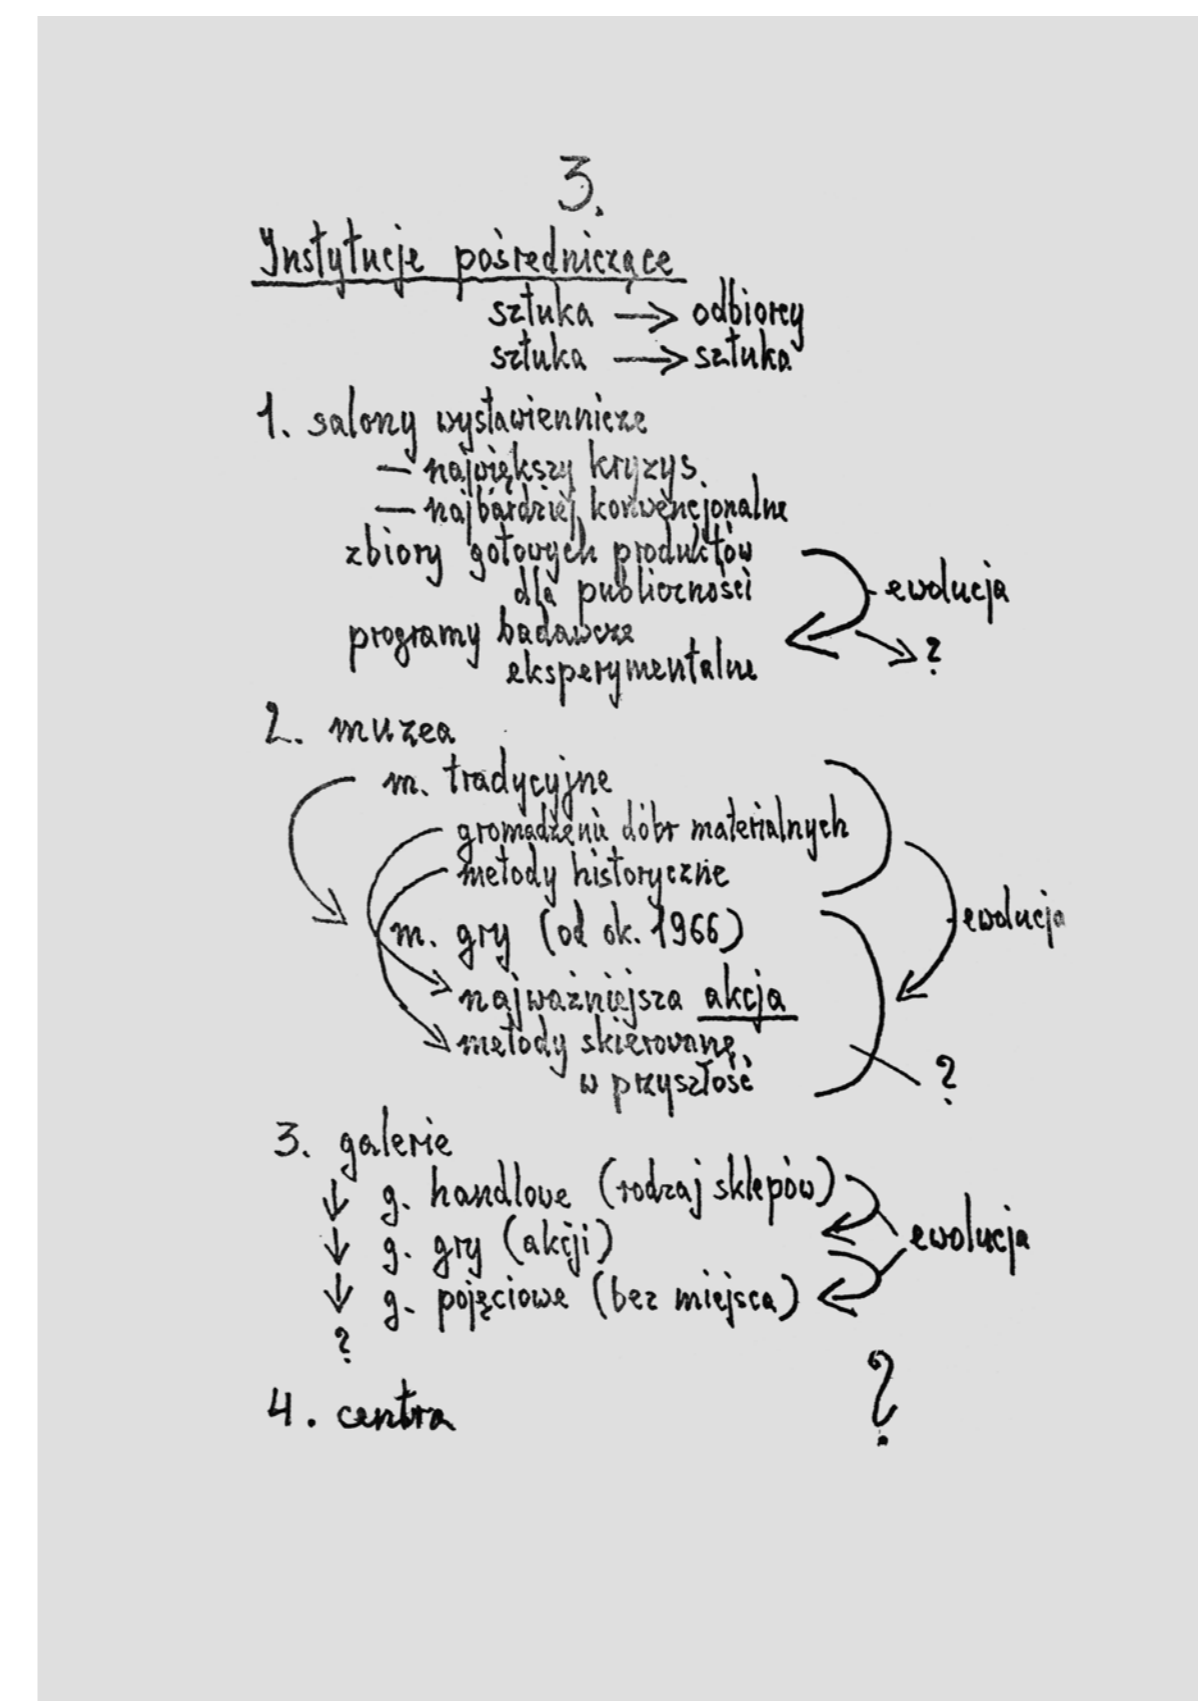 3.
Instytucje pośredniczące
sztuka → odbiorcy
sztuka → sztuka
1. salony wystawiennicze
— największy kryzys
— najbardziej konwencjonalne
zbiory gotowych produktów
dla publiczności
ewolucja
programy badawcze
?
eksperymentalne
2. muzea
m. tradycyjne
gromadzenie dóbr materialnych
metody historyczne
m. gry (od ok. 1966)
ewolucja
najważniejsza akcja
metody skierowane
w przyszłość
?
3. galerie
↓ g. handlowe (rodzaj sklepów)
↓ g. gry (akcji)
ewolucja
↓ g. pojęciowe (bez miejsca)
?
4. centra
?